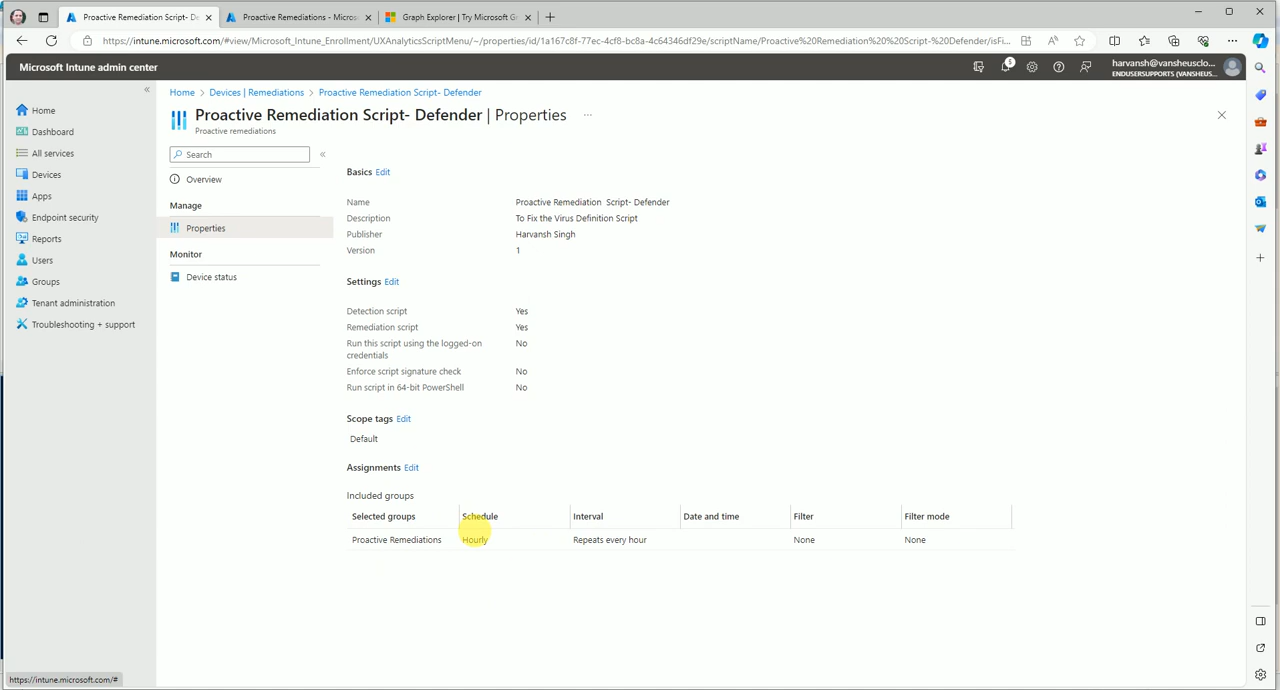 Proactive Remediation Script- De
Proactive Remediations - Micros
Graph Explorer | Try Microsoft Gr
https://intune.microsoft.com/#view/Microsoft_Intune_Enrollment/UXAnalyticsScriptMenu/~/properties/id/1a167c8f-77ec-4cf8-bc8a-4c64346df29e/scriptName/Proactive%20Remediation%20%20Script-%20Defender/isFi...
Microsoft Intune admin center
5
harvansh@vansheusclo...
ENDUSERSUPPORTS (VANSHEUS...
Home > Devices | Remediations > Proactive Remediation Script- Defender
Proactive Remediation Script- Defender | Properties ...
Proactive remediations
Home
Dashboard
All services
Devices
Apps
Endpoint security
Reports
Users
Groups
Tenant administration
Troubleshooting + support
Search
Overview
Manage
Properties
Monitor
Device status
Basics Edit
Name Proactive Remediation Script- Defender
Description To Fix the Virus Definition Script
Publisher Harvansh Singh
Version 1
Settings Edit
Detection script Yes
Remediation script Yes
Run this script using the logged-on No
credentials
Enforce script signature check No
Run script in 64-bit PowerShell No
Scope tags Edit
Default
Assignments Edit
Included groups
Selected groups Schedule Interval Date and time Filter Filter mode
Proactive Remediations Hourly Repeats every hour None None
https://intune.microsoft.com/#